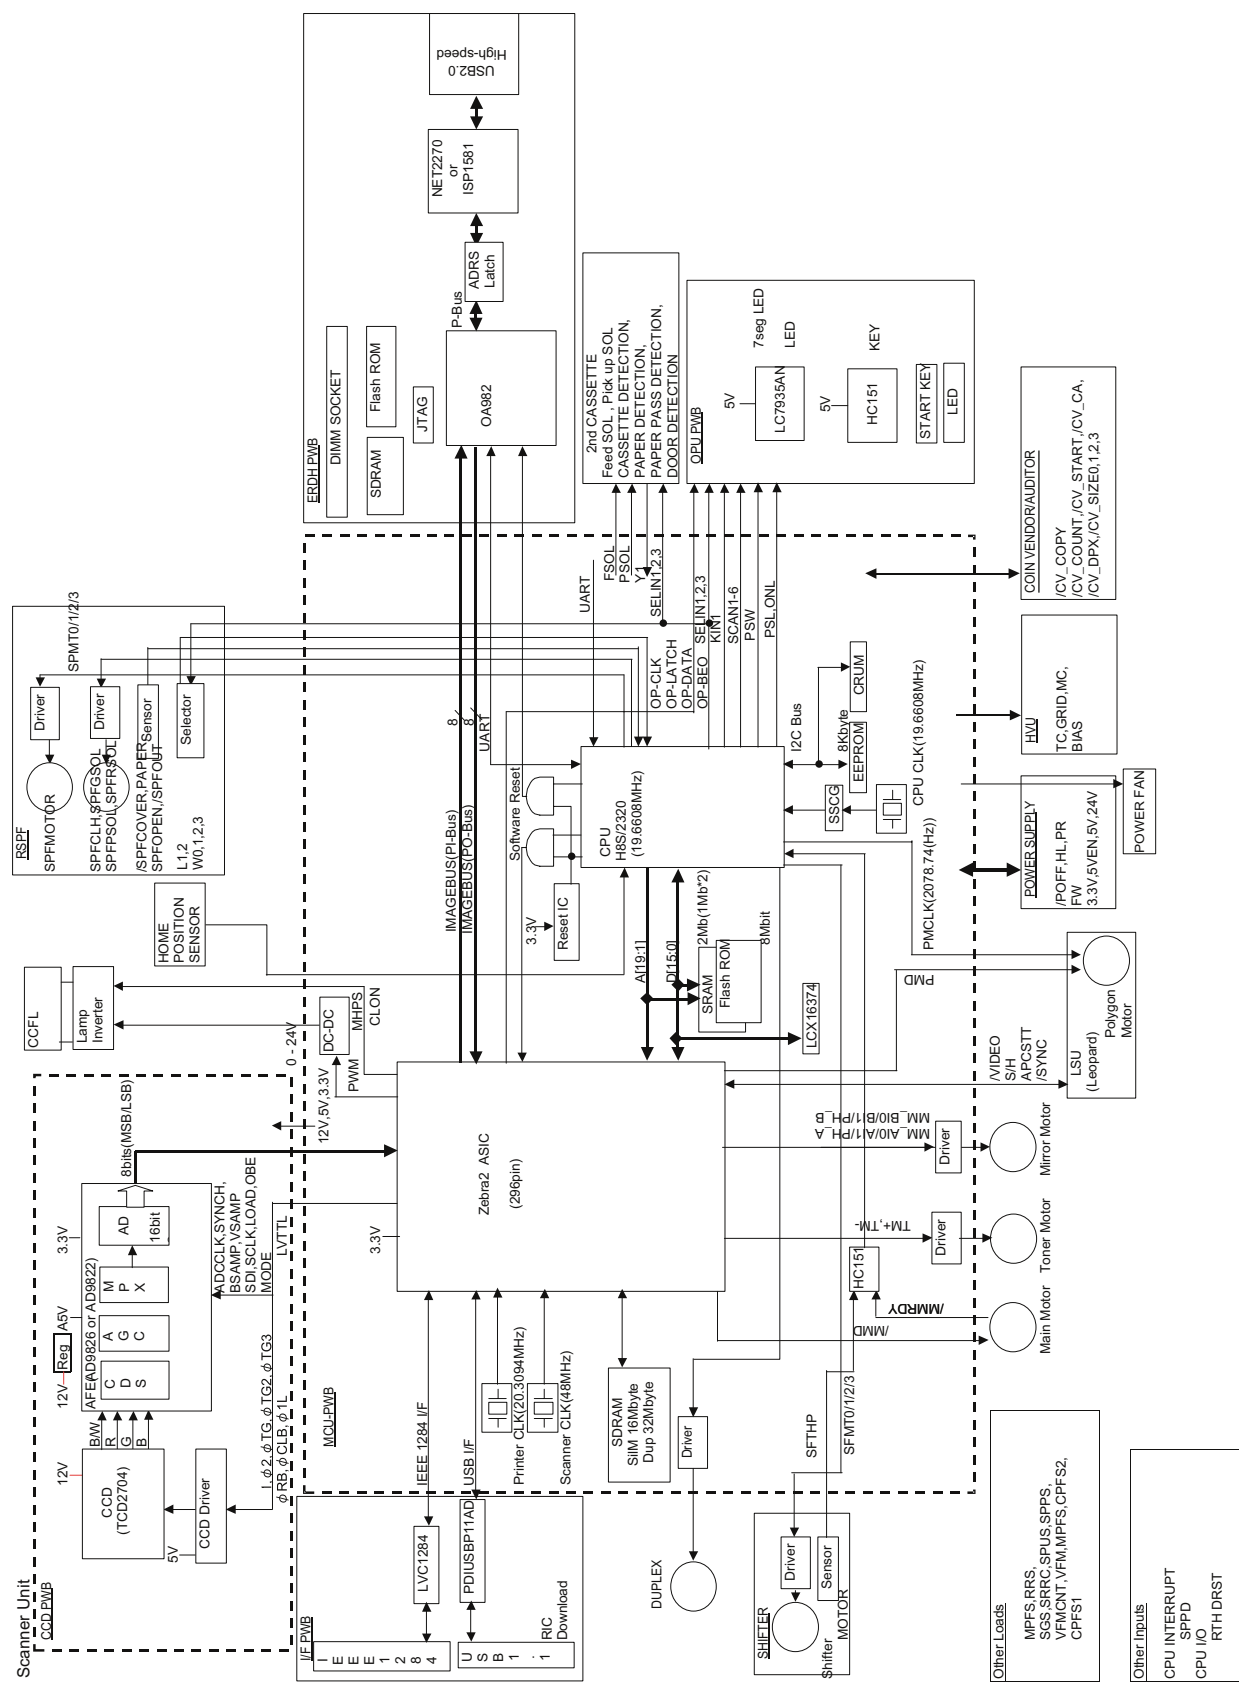 Scanner Unit
CCD PWB
12V
CCD
(TCD2704)
5V
CCD Driver
B/W
R
G
B
12V
Reg
A5V
3.3V
AFE(AD9826 or AD9822)
C
D
S
A
G
C
M
P
X
AD
16bit
8bits(MSB/LSB)
ADCCLK,SYNCH,
BSAMP,VSAMP
SDI,SCLK,LOAD,OBE
MODE
LVTTL
φ2,φTG,φTG2,φTG3
φRB,φCLB,φ1L
CCFL
Lamp
Inverter
0 - 24V
12V,5V,3.3V
DC-DC
PWM
MHPS
CLON
HOME
POSITION
SENSOR
RSPF
SPFMOTOR
Driver
SPMT0/1/2/3
SPFCLH,SPFGSOL
SPFPSOL,SPFRSOL
Driver
/SPFCOVER,PAPER
SPFOPEN,/SPFOUT
Sensor
L1,2
W0,1,2,3
Selector
ERDH PWB
DIMM SOCKET
SDRAM
Flash ROM
JTAG
OA982
P-Bus
ADRS
Latch
NET2270
or
ISP1581
USB2.0
High-speed
I/F PWB
I
E
E
E
1
2
8
4
LVC1284
IEEE 1284 I/F
U
S
B
1
.
1
RIC
Download
PDIUSBP11AD
USB I/F
MCU-PWB
3.3V
Zebra2 ASIC
(296pin)
Printer CLK(20.3094MHz)
Scanner CLK(48MHz)
SDRAM
SilM 16Mbyte
Dup 32Mbyte
IMAGEBUS(PI-Bus)
IMAGEBUS(PO-Bus)
8
8
UART
Software Reset
3.3V
Reset IC
CPU
H8S/2320
(19.6608MHz)
A[19:1]
D[15:0]
SRAM
2Mb(1Mb*2)
Flash ROM
8Mbit
LCX16374
UART
FSOL
PSOL
Y1
SELIN1,2,3
OP-CLK
OP-LATCH
OP-DATA
OP-BEO
SELIN1,2,3
KIN1
SCAN1-6
PSW
PSL,ONL
I2C Bus
8Kbyte
EEPROM
CRUM
SSCG
CPU CLK(19.6608MHz)
2nd CASSETTE
Feed SOL , Pick up SOL
CASSETTE DETECTION,
PAPER DETECTION,
PAPER PASS DETECTION,
DOOR DETECTION
OPU PWB
5V
LC7935AN
7seg LED
LED
5V
HC151
KEY
START KEY
LED
DUPLEX
Driver
SHIFTER
Driver
Sensor
Shifter
MOTOR
SFTHP
SFMT0/1/2/3
/MMD
/MMRDY
HC151
Main Motor
TM+,TM-
Driver
Toner Motor
MM_AI0/AI1/PH_A
MM_BI0/BI1/PH_B
Driver
Mirror Motor
/VIDEO
S/H
APCSTT
/SYNC
LSU
(Leopard)
Polygon
Motor
PMD
PMCLK(2078.74(Hz))
POWER SUPPLY
/POFF,HL,PR
FW
3.3V,5VEN,5V,24V
POWER FAN
HVU
TC,GRID,MC,
BIAS
COIN VENDOR/AUDITOR
/CV_COPY
/CV_COUNT,/CV_START,/CV_CA,
/CV_DPX,/CV_SIZE0,1,2,3
Other Loads
MPFS,RRS,
SGS,SRRC,SPUS,SPPS,
VFMCNT,VFM,MPFS,CPFS2,
CPFS1
Other Inputs
CPU INTERRUPT
SPPD
CPU I/O
RTH DRST